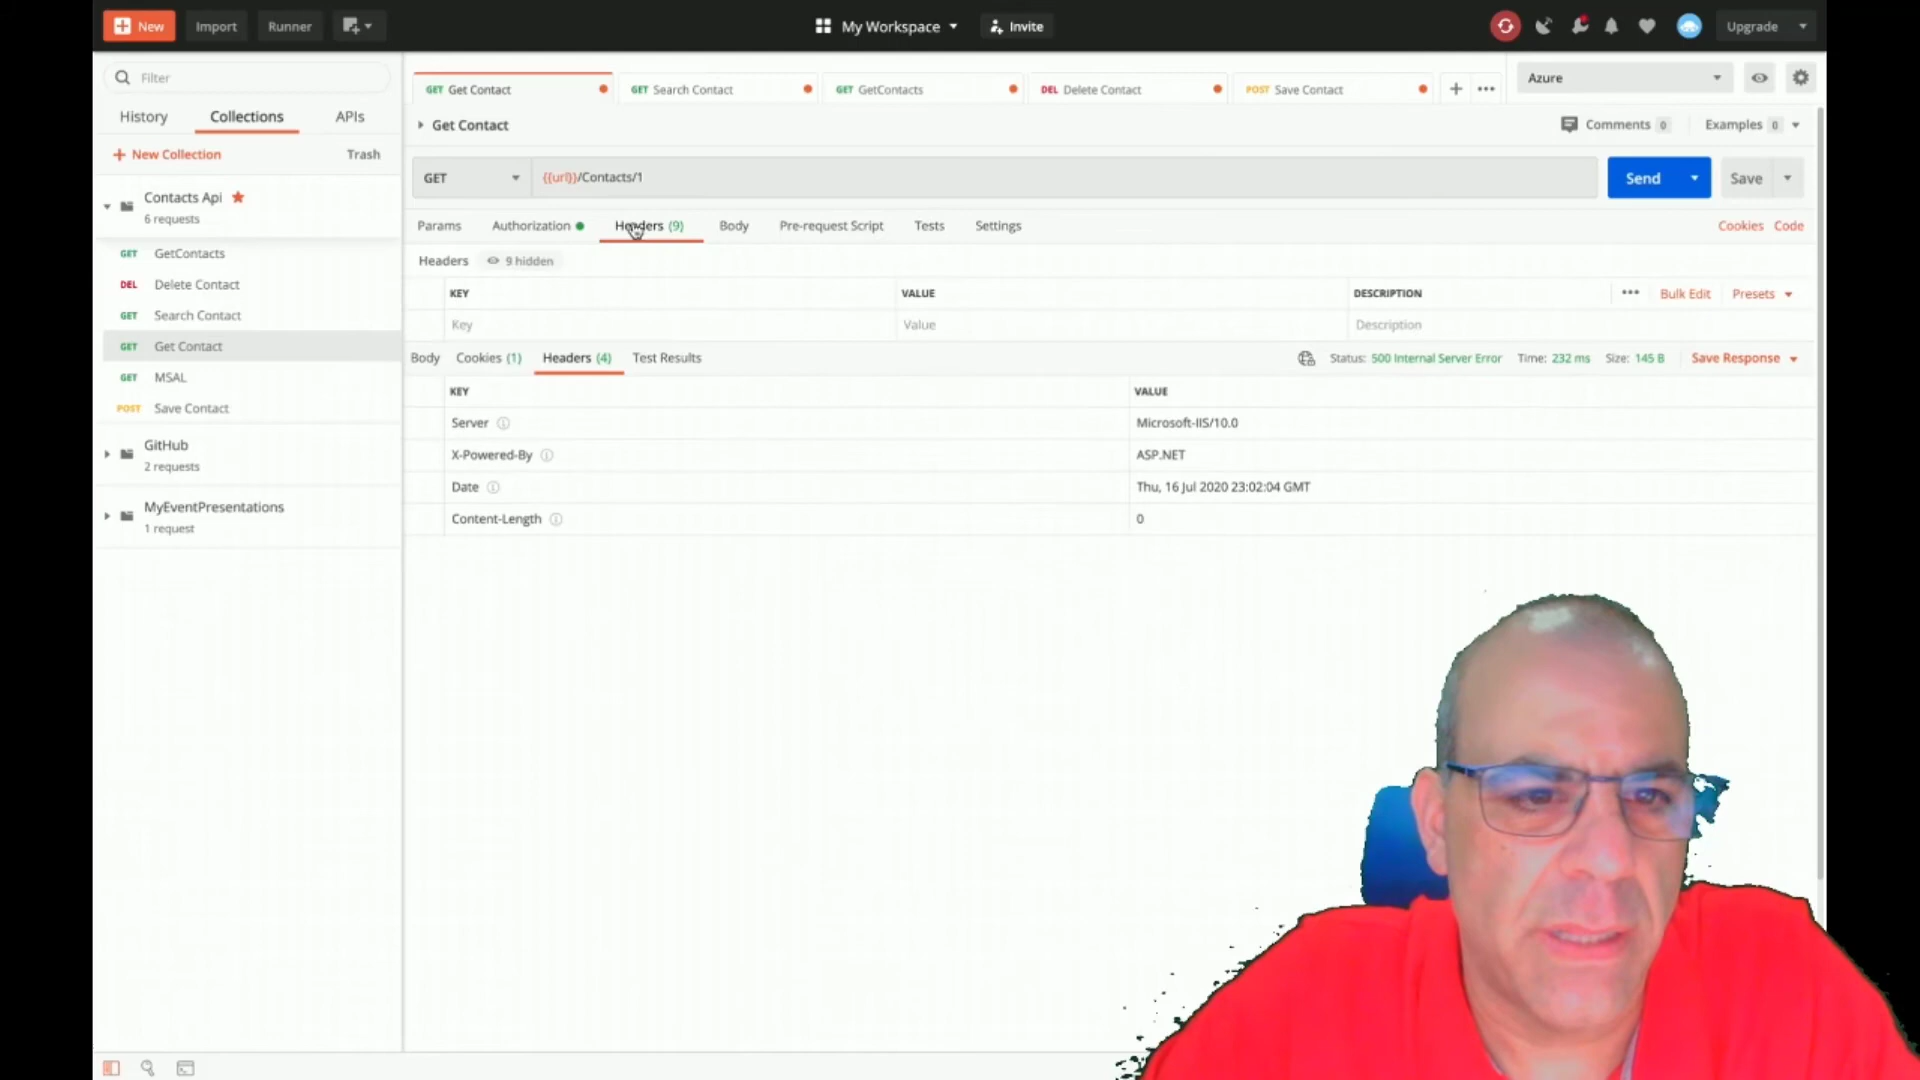 New
Import
Runner
My Workspace
Invite
Upgrade
Filter
History
Collections
APIs
New Collection
Trash
Contacts Api
6 requests
GET GetContacts
DEL Delete Contact
GET Search Contact
GET Get Contact
GET MSAL
POST Save Contact
GitHub
2 requests
MyEventPresentations
1 request
GET Get Contact
GET Search Contact
GET GetContacts
DEL Delete Contact
POST Save Contact
Azure
Get Contact
Comments 0
Examples 0
GET
{{url}}/Contacts/1
Send
Save
Params
Authorization
Headers (9)
Body
Pre-request Script
Tests
Settings
Cookies
Code
Headers
9 hidden
KEY
VALUE
DESCRIPTION
Bulk Edit
Presets
Key
Value
Description
Body
Cookies (1)
Headers (4)
Test Results
Status: 500 Internal Server Error
Time: 232 ms
Size: 145 B
Save Response
KEY
VALUE
Server
Microsoft-IIS/10.0
X-Powered-By
ASP.NET
Date
Thu, 16 Jul 2020 23:02:04 GMT
Content-Length
0